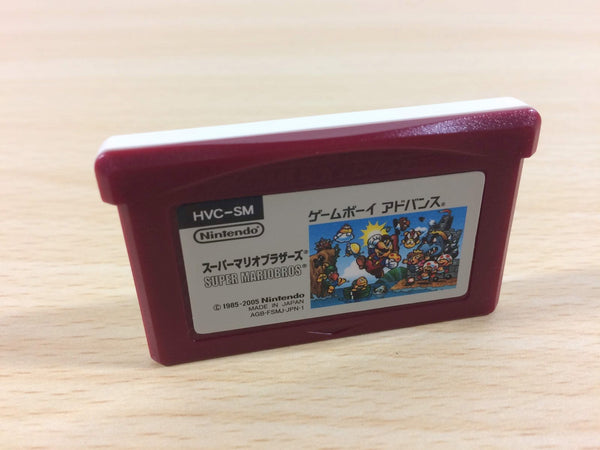 HVC-SM
Nintendo
ゲームボーイ アドバンス®
スーパーマリオブラザーズ®
SUPER MARIOBROS®
© 1985-2005 Nintendo
MADE IN JAPAN
AGB-FSMJ-JPN-1